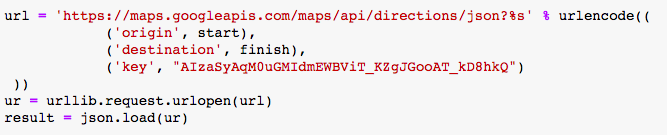 url = 'https://maps.googleapis.com/maps/api/directions/json?%s' % urlencode((
('origin', start),
('destination', finish),
('key', "AIzaSyAqM0uGMIdmEWBViT_KZgJGooAT_kD8hkQ")
))
ur = urllib.request.urlopen(url)
result = json.load(ur)